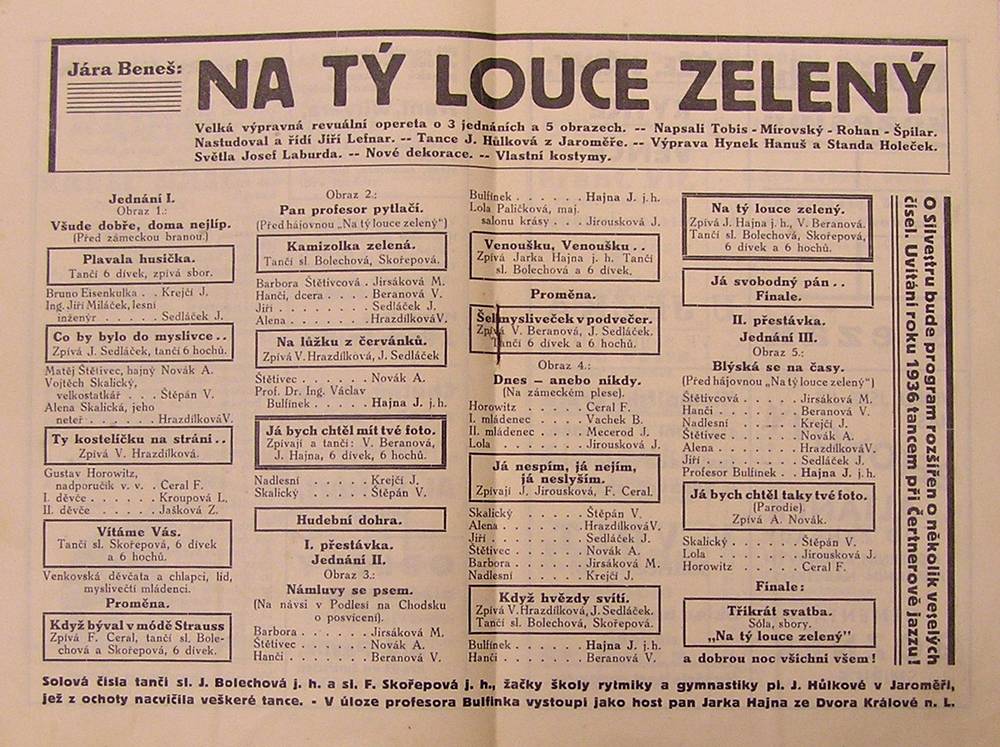 Jára Beneš:
NA TÝ LOUCE ZELENÝ
Velká výpravná revuální opereta o 3 jednáních a 5 obrazech. -- Napsali Tobis - Mírovský - Rohan - Špilar.
Nastudoval a řídí Jiří Lefnar. -- Tance J. Hůlková z Jaroměře. -- Výprava Hynek Hanuš a Standa Holeček.
Světla Josef Laburda. -- Nové dekorace. -- Vlastní kostymy.
Jednání I.
Obraz 1.:
Všude dobře, doma nejlíp.
(Před zámeckou branou.)
Plavala husička.
Tančí 6 dívek, zpívá sbor.
Bruno Eisenkulka . . Krejčí J.
Ing. Jiří Miláček, lesní
inženýr . . . . . Sedláček J.
Co by bylo do myslivce . .
Zpívá J. Sedláček, tančí 6 hochů.
Matěj Štětivec, hajný Novák A.
Vojtěch Skalický,
velkostatkář . . . Štěpán V.
Alena Skalická, jeho
neteř . . . . . HrazdílkováV.
Ty kostelíčku na stráni . .
Zpívá V. Hrazdílková.
Gustav Horowitz,
nadporučík v. v. . Ceral F.
I. děvče . . . . . Kroupová L.
II. děvče . . . . . Jašková Z.
Vítáme Vás.
Tančí sl. Skořepová, 6 dívek
a 6 hochů.
Venkovská děvčata a chlapci, lid,
myslivečtí mládenci.
Proměna.
Když býval v módě Strauss
Zpívá F. Ceral, tančí sl. Bole-
chová a Skořepová, 6 dívek.
Obraz 2.:
Pan profesor pytlačí.
(Před hájovnou „Na tý louce zelený")
Kamizolka zelená.
Tančí sl. Bolechová, Skořepová.
Barbora Štětivcová . Jirsáková M.
Hanči, dcera . . . . Beranová V.
Jiří . . . . . . . Sedláček J.
Alena . . . . . . HrazdílkováV.
Na lůžku z červánků.
Zpívá V. Hrazdílková, J. Sedláček
Štětivec . . . . . Novák A.
Prof. Dr. Ing. Václav
Bulfínek . . . . . Hajna J. j. h.
Já bych chtěl mít tvé foto.
Zpívají a tančí: V. Beranová,
J. Hajna, 6 dívek, 6 hochů.
Nadlesní . . . . . Krejčí J.
Skalický . . . . . Štěpán V.
Hudební dohra.
I. přestávka.
Jednání II.
Obraz 3.:
Námluvy se psem.
(Na návsi v Podlesí na Chodsku
o posvícení).
Barbora . . . . . Jirsáková M.
Štětivec . . . . . Novák A.
Hanči . . . . . . Beranová V.
Bulfínek . . . . . . Hajna J. j. h.
Lola Paličková, maj.
salonu krásy . . . Jirousková J.
Venoušku, Venoušku . .
Zpívá Jarka Hajna j. h. Tančí
sl. Bolechová a 6 dívek.
Proměna.
Šel mysliveček v podvečer.
Zpívá V. Beranová, J. Sedláček.
Tančí 6 dívek a 6 hochů.
Obraz 4.:
Dnes — anebo nikdy.
(Na zámeckém plese).
Horowitz . . . . . Ceral F.
I. mládenec . . . . Vachek B.
II. mládenec . . . . Mecerod J.
Lola . . . . . . . Jirousková J.
Já nespím, já nejím,
já neslyším.
Zpívají J. Jirousková, F. Ceral.
Skalický . . . . . Štěpán V.
Alena . . . . . . HrazdílkováV.
Jiří . . . . . . . Sedláček J.
Štětivec . . . . . Novák A.
Barbora . . . . . Jirsáková M.
Nadlesní . . . . . Krejčí J.
Když hvězdy svítí.
Zpívá V. Hrazdílková, J. Sedláček.
Tančí sl. Bolechová, Skořepová.
Bulfínek . . . . . Hajna J. j. h.
Hanči . . . . . . Beranová V.
Na tý louce zelený.
Zpívá J. Hajna j. h., V. Beranová.
Tančí sl. Bolechová, Skořepová,
6 dívek a 6 hochů.
Já svobodný pán . .
Finale.
II. přestávka.
Jednání III.
Obraz 5.:
Blýská se na časy.
(Před hájovnou „Na tý louce zelený")
Štětivcová . . . . Jirsáková M.
Hanči . . . . . . Beranová V.
Nadlesní . . . . . Krejčí J.
Štětivec . . . . . Novák A.
Alena . . . . . . HrazdílkováV.
Jiří . . . . . . . Sedláček J.
Profesor Bulfínek . . Hajna J. j. h.
Já bych chtěl taky tvé foto.
(Parodie).
Zpívá A. Novák.
Skalický . . . . . Štěpán V.
Lola . . . . . . . Jirousková J.
Horowitz . . . . . Ceral F.
Finale:
Třikrát svatba.
Sóla, sbory.
„Na tý louce zelený"
a dobrou noc všichni všem!
O Silvestru bude program rozšířen o několik veselých
čísel. Uvítání roku 1936 tancem při Čertnerově jazzu!
Solová čísla tančí sl. J. Bolechová j. h. a sl. F. Skořepová j. h., žačky školy rytmiky a gymnastiky pí. J. Hůlkové v Jaroměři,
jež z ochoty nacvičila veškeré tance. - V úloze profesora Bulfínka vystoupí jako host pan Jarka Hajna ze Dvora Králové n. L.